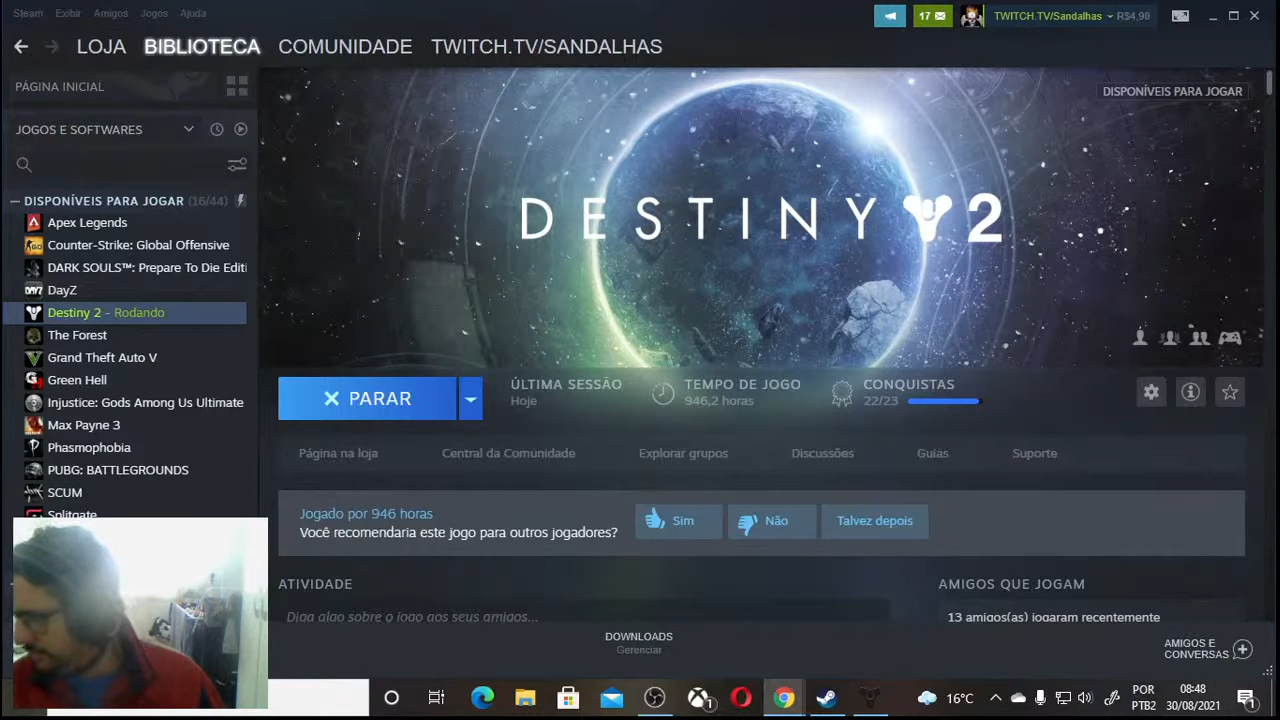 Steam Exibir Amigos Jogos Ajuda
17
TWITCH.TV/Sandalhas
R$4,90
LOJA BIBLIOTECA COMUNIDADE TWITCH.TV/SANDALHAS
PÁGINA INICIAL
DISPONÍVEIS PARA JOGAR
JOGOS E SOFTWARES
DISPONÍVEIS PARA JOGAR (16/44)
Apex Legends
Counter-Strike: Global Offensive
DARK SOULS™: Prepare To Die Editi
DayZ
Destiny 2 - Rodando
The Forest
Grand Theft Auto V
Green Hell
Injustice: Gods Among Us Ultimate
Max Payne 3
Phasmophobia
PUBG: BATTLEGROUNDS
SCUM
Splitgate
DESTINY 2
PARAR
ÚLTIMA SESSÃO
Hoje
TEMPO DE JOGO
946,2 horas
CONQUISTAS
22/23
Página na loja Central da Comunidade Explorar grupos Discussões Guias Suporte
Jogado por 946 horas
Você recomendaria este jogo para outros jogadores?
Sim
Não
Talvez depois
ATIVIDADE
Diga algo sobre o jogo aos seus amigos...
AMIGOS QUE JOGAM
13 amigos(as) jogaram recentemente
DOWNLOADS
Gerenciar
AMIGOS E
CONVERSAS
1
16°C
POR
PTB2
08:48
30/08/2021
1